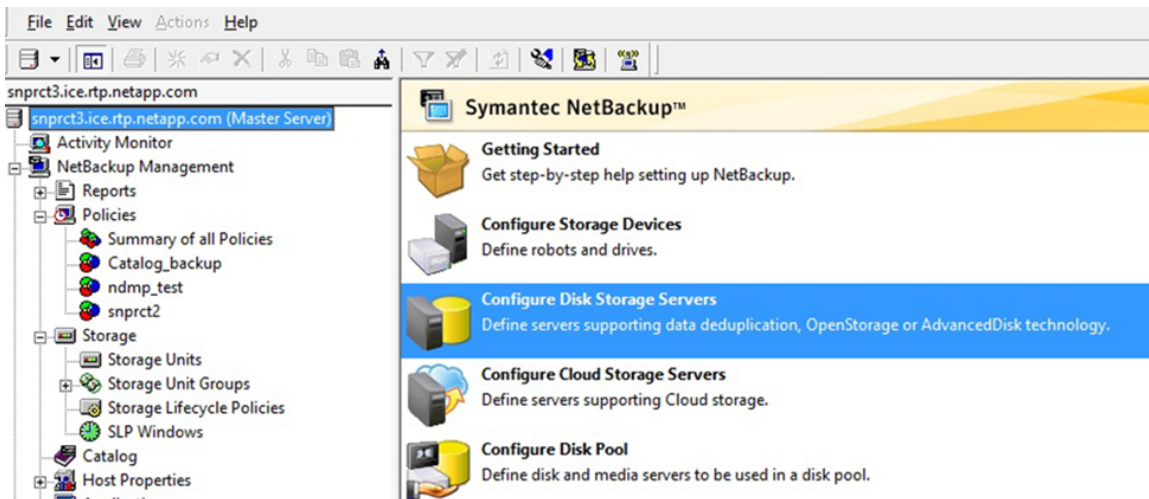 File Edit View Actions Help
snprct3.ice.rtp.netapp.com
snprct3.ice.rtp.netapp.com (Master Server)
Activity Monitor
NetBackup Management
Reports
Policies
Summary of all Policies
Catalog_backup
ndmp_test
snprct2
Storage
Storage Units
Storage Unit Groups
Storage Lifecycle Policies
SLP Windows
Catalog
Host Properties
Symantec NetBackup™
Getting Started
Get step-by-step help setting up NetBackup.
Configure Storage Devices
Define robots and drives.
Configure Disk Storage Servers
Define servers supporting data deduplication, OpenStorage or AdvancedDisk technology.
Configure Cloud Storage Servers
Define servers supporting Cloud storage.
Configure Disk Pool
Define disk and media servers to be used in a disk pool.